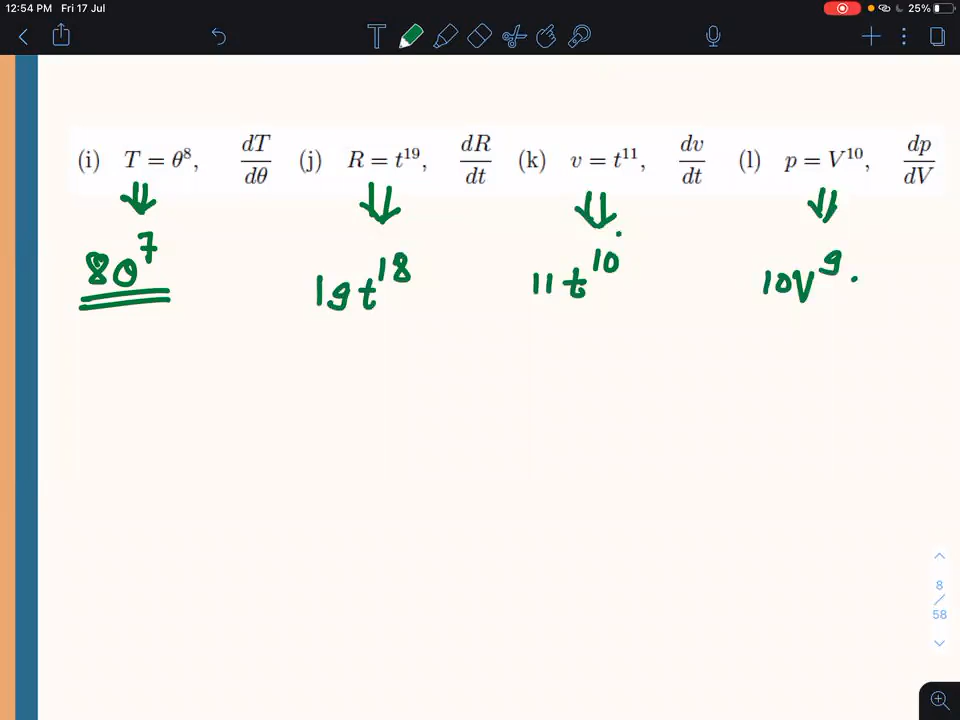 12:54 PM Fri 17 Jul 25%
(i) T = θ⁸, dT/dθ (j) R = t¹⁹, dR/dt (k) v = t¹¹, dv/dt (l) p = V¹⁰, dp/dV
8θ⁷ 19t¹⁸ 11t¹⁰ 10V⁹.
8
/
58